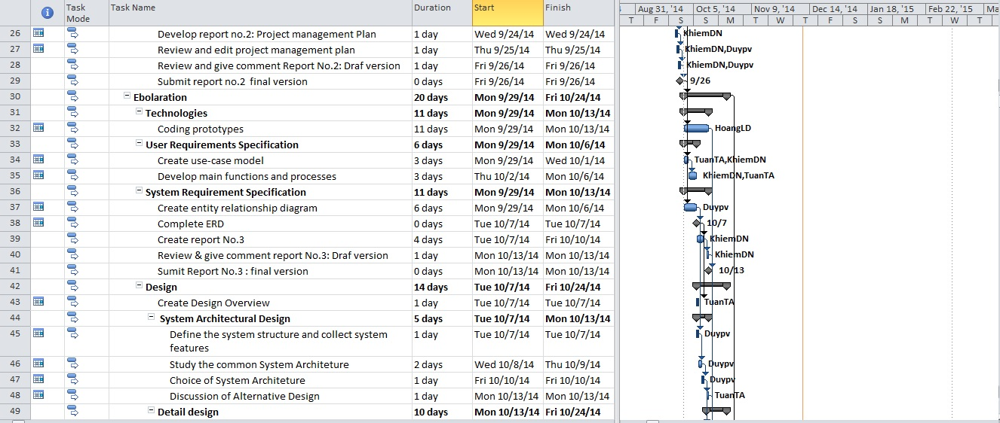 Task Mode Task Name Duration Start Finish
Aug 31, '14 Oct 5, '14 Nov 9, '14 Dec 14, '14 Jan 18, '15 Feb 22, '15
T F S S M T W T F S S M T W T
26 Develop report no.2: Project management Plan 1 day Wed 9/24/14 Wed 9/24/14 KhiemDN
27 Review and edit project management plan 1 day Thu 9/25/14 Thu 9/25/14 KhiemDN,Duypv
28 Review and give comment Report No.2: Draf version 1 day Fri 9/26/14 Fri 9/26/14 KhiemDN,Duypv
29 Submit report no.2 final version 0 days Fri 9/26/14 Fri 9/26/14 9/26
30 Ebolaration 20 days Mon 9/29/14 Fri 10/24/14
31 Technologies 11 days Mon 9/29/14 Mon 10/13/14
32 Coding prototypes 11 days Mon 9/29/14 Mon 10/13/14 HoangLD
33 User Requirements Specification 6 days Mon 9/29/14 Mon 10/6/14
34 Create use-case model 3 days Mon 9/29/14 Wed 10/1/14 TuanTA,KhiemDN
35 Develop main functions and processes 3 days Thu 10/2/14 Mon 10/6/14 KhiemDN,TuanTA
36 System Requirement Specification 11 days Mon 9/29/14 Mon 10/13/14
37 Create entity relationship diagram 6 days Mon 9/29/14 Mon 10/6/14 Duypv
38 Complete ERD 0 days Tue 10/7/14 Tue 10/7/14 10/7
39 Create report No.3 4 days Tue 10/7/14 Fri 10/10/14 KhiemDN
40 Review & give comment report No.3: Draf version 1 day Mon 10/13/14 Mon 10/13/14 KhiemDN
41 Sumit Report No.3 : final version 0 days Mon 10/13/14 Mon 10/13/14 10/13
42 Design 14 days Tue 10/7/14 Fri 10/24/14
43 Create Design Overview 1 day Tue 10/7/14 Tue 10/7/14 TuanTA
44 System Architectural Design 5 days Tue 10/7/14 Mon 10/13/14
45 Define the system structure and collect system 1 day Tue 10/7/14 Tue 10/7/14 Duypv
features
46 Study the common System Architeture 2 days Wed 10/8/14 Thu 10/9/14 Duypv
47 Choice of System Architeture 1 day Fri 10/10/14 Fri 10/10/14 Duypv
48 Discussion of Alternative Design 1 day Mon 10/13/14 Mon 10/13/14 TuanTA
49 Detail design 10 days Mon 10/13/14 Fri 10/24/14